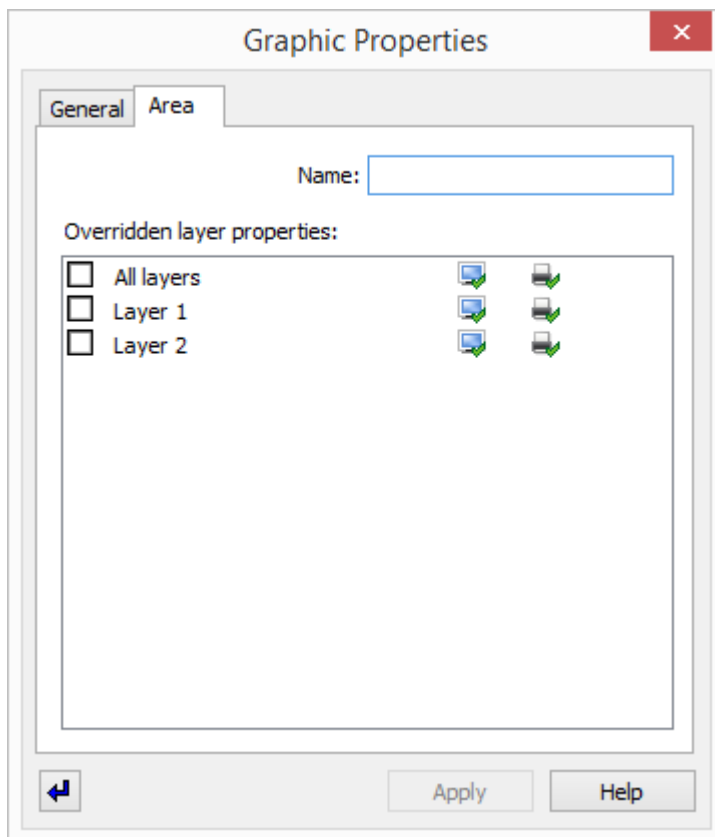 Graphic Properties
General Area
Name:
Overridden layer properties:
All layers
Layer 1
Layer 2
Apply Help